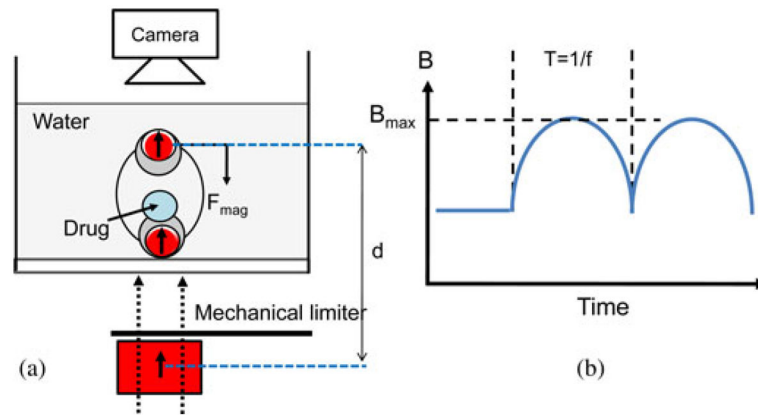 Camera
Water
Drug
F_mag
d
Mechanical limiter
(a)
B
T=1/f
B_max
Time
(b)